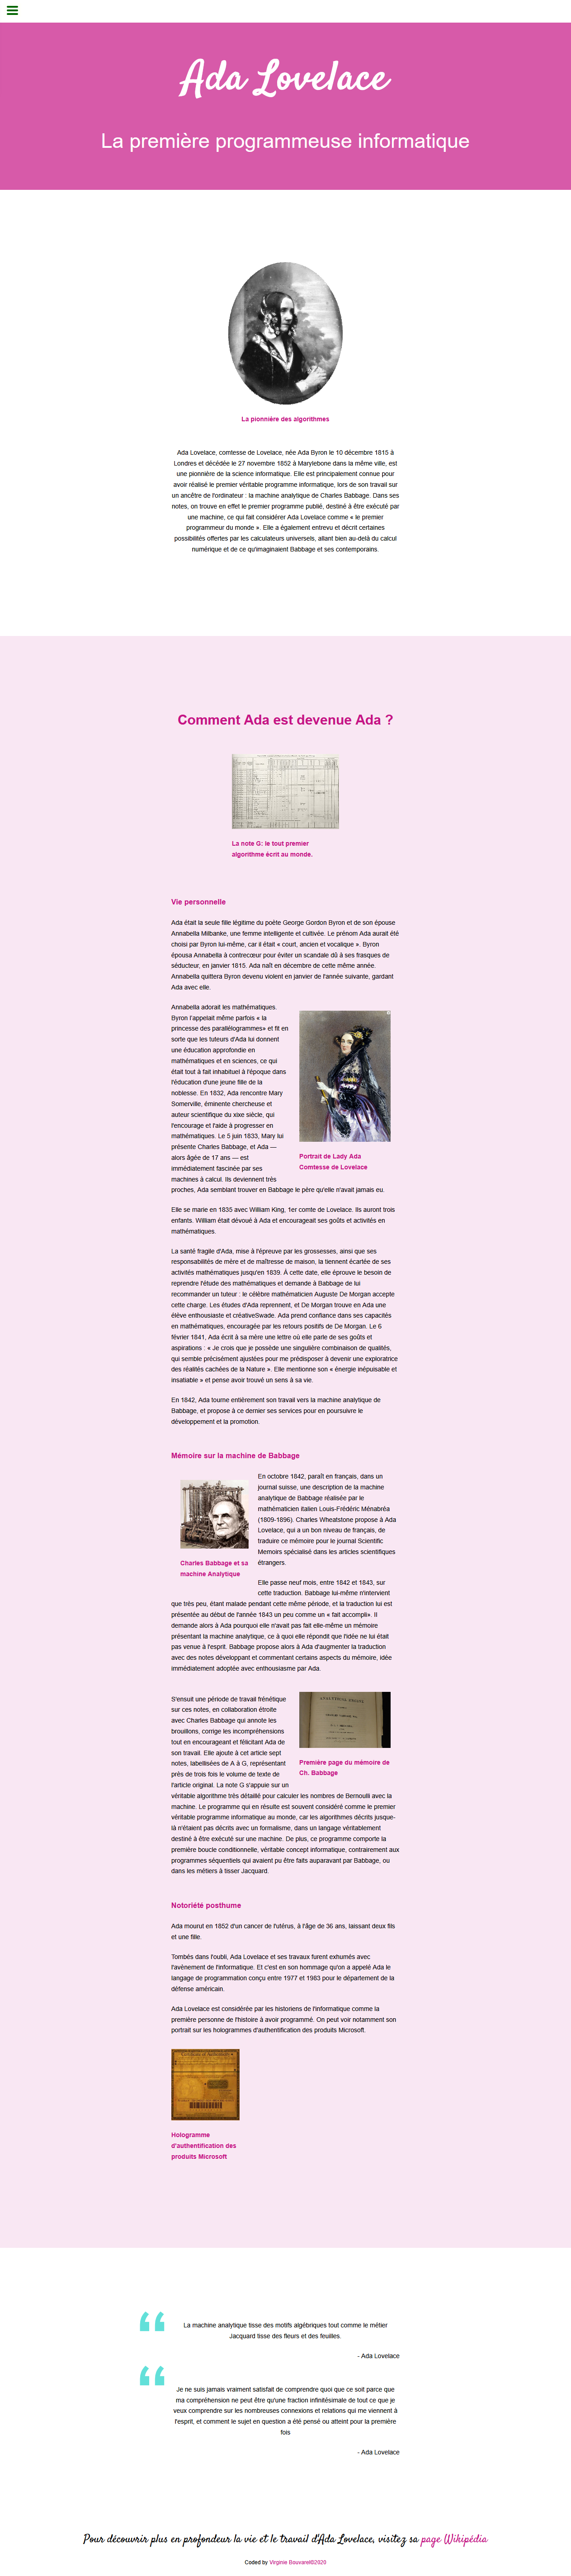 Ada Lovelace
La première programmeuse informatique
La pionnière des algorithmes
Ada Lovelace, comtesse de Lovelace, née Ada Byron le 10 décembre 1815 à
Londres et décédée le 27 novembre 1852 à Marylebone dans la même ville, est
une pionnière de la science informatique. Elle est principalement connue pour
avoir réalisé le premier véritable programme informatique, lors de son travail sur
un ancêtre de l'ordinateur : la machine analytique de Charles Babbage. Dans ses
notes, on trouve en effet le premier programme publié, destiné à être exécuté par
une machine, ce qui fait considérer Ada Lovelace comme « le premier
programmeur du monde ». Elle a également entrevu et décrit certaines
possibilités offertes par les calculateurs universels, allant bien au-delà du calcul
numérique et de ce qu'imaginaient Babbage et ses contemporains.
Comment Ada est devenue Ada ?
La note G: le tout premier
algorithme écrit au monde.
Vie personnelle
Ada était la seule fille légitime du poète George Gordon Byron et de son épouse
Annabella Milbanke, une femme intelligente et cultivée. Le prénom Ada aurait été
choisi par Byron lui-même, car il était « court, ancien et vocalique ». Byron
épousa Annabella à contrecœur pour éviter un scandale dû à ses frasques de
séducteur, en janvier 1815. Ada naît en décembre de cette même année.
Annabella quittera Byron devenu violent en janvier de l'année suivante, gardant
Ada avec elle.
Annabella adorait les mathématiques.
Byron l'appelait même parfois « la
princesse des parallélogrammes» et fit en
sorte que les tuteurs d'Ada lui donnent
une éducation approfondie en
mathématiques et en sciences, ce qui
était tout à fait inhabituel à l'époque dans
l'éducation d'une jeune fille de la
noblesse. En 1832, Ada rencontre Mary
Somerville, éminente chercheuse et
auteur scientifique du xixe siècle, qui
l'encourage et l'aide à progresser en
mathématiques. Le 5 juin 1833, Mary lui
présente Charles Babbage, et Ada —
alors âgée de 17 ans — est
immédiatement fascinée par ses
machines à calcul. Ils deviennent très
proches, Ada semblant trouver en Babbage le père qu'elle n'avait jamais eu.
Portrait de Lady Ada
Comtesse de Lovelace
Elle se marie en 1835 avec William King, 1er comte de Lovelace. Ils auront trois
enfants. William était dévoué à Ada et encourageait ses goûts et activités en
mathématiques.
La santé fragile d'Ada, mise à l'épreuve par les grossesses, ainsi que ses
responsabilités de mère et de maîtresse de maison, la tiennent écartée de ses
activités mathématiques jusqu'en 1839. À cette date, elle éprouve le besoin de
reprendre l'étude des mathématiques et demande à Babbage de lui
recommander un tuteur : le célèbre mathématicien Auguste De Morgan accepte
cette charge. Les études d'Ada reprennent, et De Morgan trouve en Ada une
élève enthousiaste et créativeSwade. Ada prend confiance dans ses capacités
en mathématiques, encouragée par les retours positifs de De Morgan. Le 6
février 1841, Ada écrit à sa mère une lettre où elle parle de ses goûts et
aspirations : « Je crois que je possède une singulière combinaison de qualités,
qui semble précisément ajustées pour me prédisposer à devenir une exploratrice
des réalités cachées de la Nature ». Elle mentionne son « énergie inépuisable et
insatiable » et pense avoir trouvé un sens à sa vie.
En 1842, Ada tourne entièrement son travail vers la machine analytique de
Babbage, et propose à ce dernier ses services pour en poursuivre le
développement et la promotion.
Mémoire sur la machine de Babbage
Charles Babbage et sa
machine Analytique
En octobre 1842, paraît en français, dans un
journal suisse, une description de la machine
analytique de Babbage réalisée par le
mathématicien italien Louis-Frédéric Ménabréa
(1809-1896). Charles Wheatstone propose à Ada
Lovelace, qui a un bon niveau de français, de
traduire ce mémoire pour le journal Scientific
Memoirs spécialisé dans les articles scientifiques
étrangers.
Elle passe neuf mois, entre 1842 et 1843, sur
cette traduction. Babbage lui-même n'intervient
que très peu, étant malade pendant cette même période, et la traduction lui est
présentée au début de l'année 1843 un peu comme un « fait accompli». Il
demande alors à Ada pourquoi elle n'avait pas fait elle-même un mémoire
présentant la machine analytique, ce à quoi elle répondit que l'idée ne lui était
pas venue à l'esprit. Babbage propose alors à Ada d'augmenter la traduction
avec des notes développant et commentant certains aspects du mémoire, idée
immédiatement adoptée avec enthousiasme par Ada.
S'ensuit une période de travail frénétique
sur ces notes, en collaboration étroite
avec Charles Babbage qui annote les
brouillons, corrige les incompréhensions
tout en encourageant et félicitant Ada de
son travail. Elle ajoute à cet article sept
notes, labellisées de A à G, représentant
près de trois fois le volume de texte de
l'article original. La note G s'appuie sur un
véritable algorithme très détaillé pour calculer les nombres de Bernoulli avec la
machine. Le programme qui en résulte est souvent considéré comme le premier
véritable programme informatique au monde, car les algorithmes décrits jusque-
là n'étaient pas décrits avec un formalisme, dans un langage véritablement
destiné à être exécuté sur une machine. De plus, ce programme comporte la
première boucle conditionnelle, véritable concept informatique, contrairement aux
programmes séquentiels qui avaient pu être faits auparavant par Babbage, ou
dans les métiers à tisser Jacquard.
Première page du mémoire de
Ch. Babbage
Notoriété posthume
Ada mourut en 1852 d'un cancer de l'utérus, à l'âge de 36 ans, laissant deux fils
et une fille.
Tombés dans l'oubli, Ada Lovelace et ses travaux furent exhumés avec
l'avènement de l'informatique. Et c'est en son hommage qu'on a appelé Ada le
langage de programmation conçu entre 1977 et 1983 pour le département de la
défense américain.
Ada Lovelace est considérée par les historiens de l'informatique comme la
première personne de l'histoire à avoir programmé. On peut voir notamment son
portrait sur les hologrammes d'authentification des produits Microsoft.
Hologramme
d'authentification des
produits Microsoft
La machine analytique tisse des motifs algébriques tout comme le métier
Jacquard tisse des fleurs et des feuilles.
- Ada Lovelace
Je ne suis jamais vraiment satisfait de comprendre quoi que ce soit parce que
ma compréhension ne peut être qu'une fraction infinitésimale de tout ce que je
veux comprendre sur les nombreuses connexions et relations qui me viennent à
l'esprit, et comment le sujet en question a été pensé ou atteint pour la première
fois
- Ada Lovelace
Pour découvrir plus en profondeur la vie et le travail d'Ada Lovelace, visitez sa page Wikipédia
Coded by Virginie Bouvarel©2020